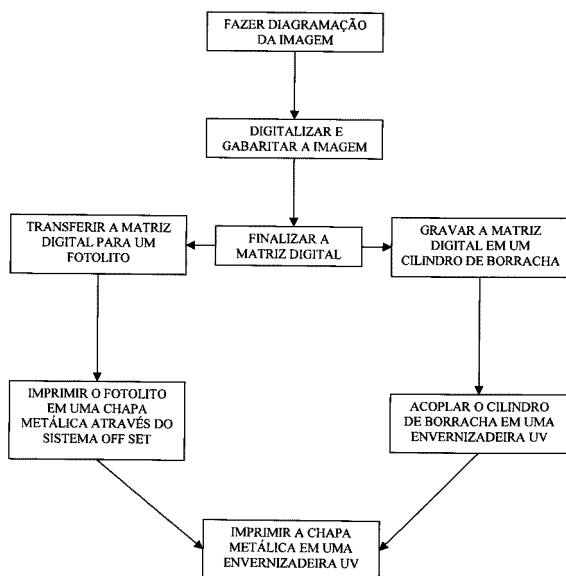 FAZER DIAGRAMAÇÃO
DA IMAGEM
DIGITALIZAR E
GABARITAR A IMAGEM
TRANSFERIR A MATRIZ
DIGITAL PARA UM
FOTOLITO
FINALIZAR A
MATRIZ DIGITAL
GRAVAR A MATRIZ
DIGITAL EM UM
CILINDRO DE BORRACHA
IMPRIMIR O FOTOLITO
EM UMA CHAPA
METÁLICA ATRAVÉS DO
SISTEMA OFF SET
ACOPLAR O CILINDRO
DE BORRACHA EM UMA
ENVERNIZADEIRA UV
IMPRIMIR A CHAPA
METÁLICA EM UMA
ENVERNIZADEIRA UV